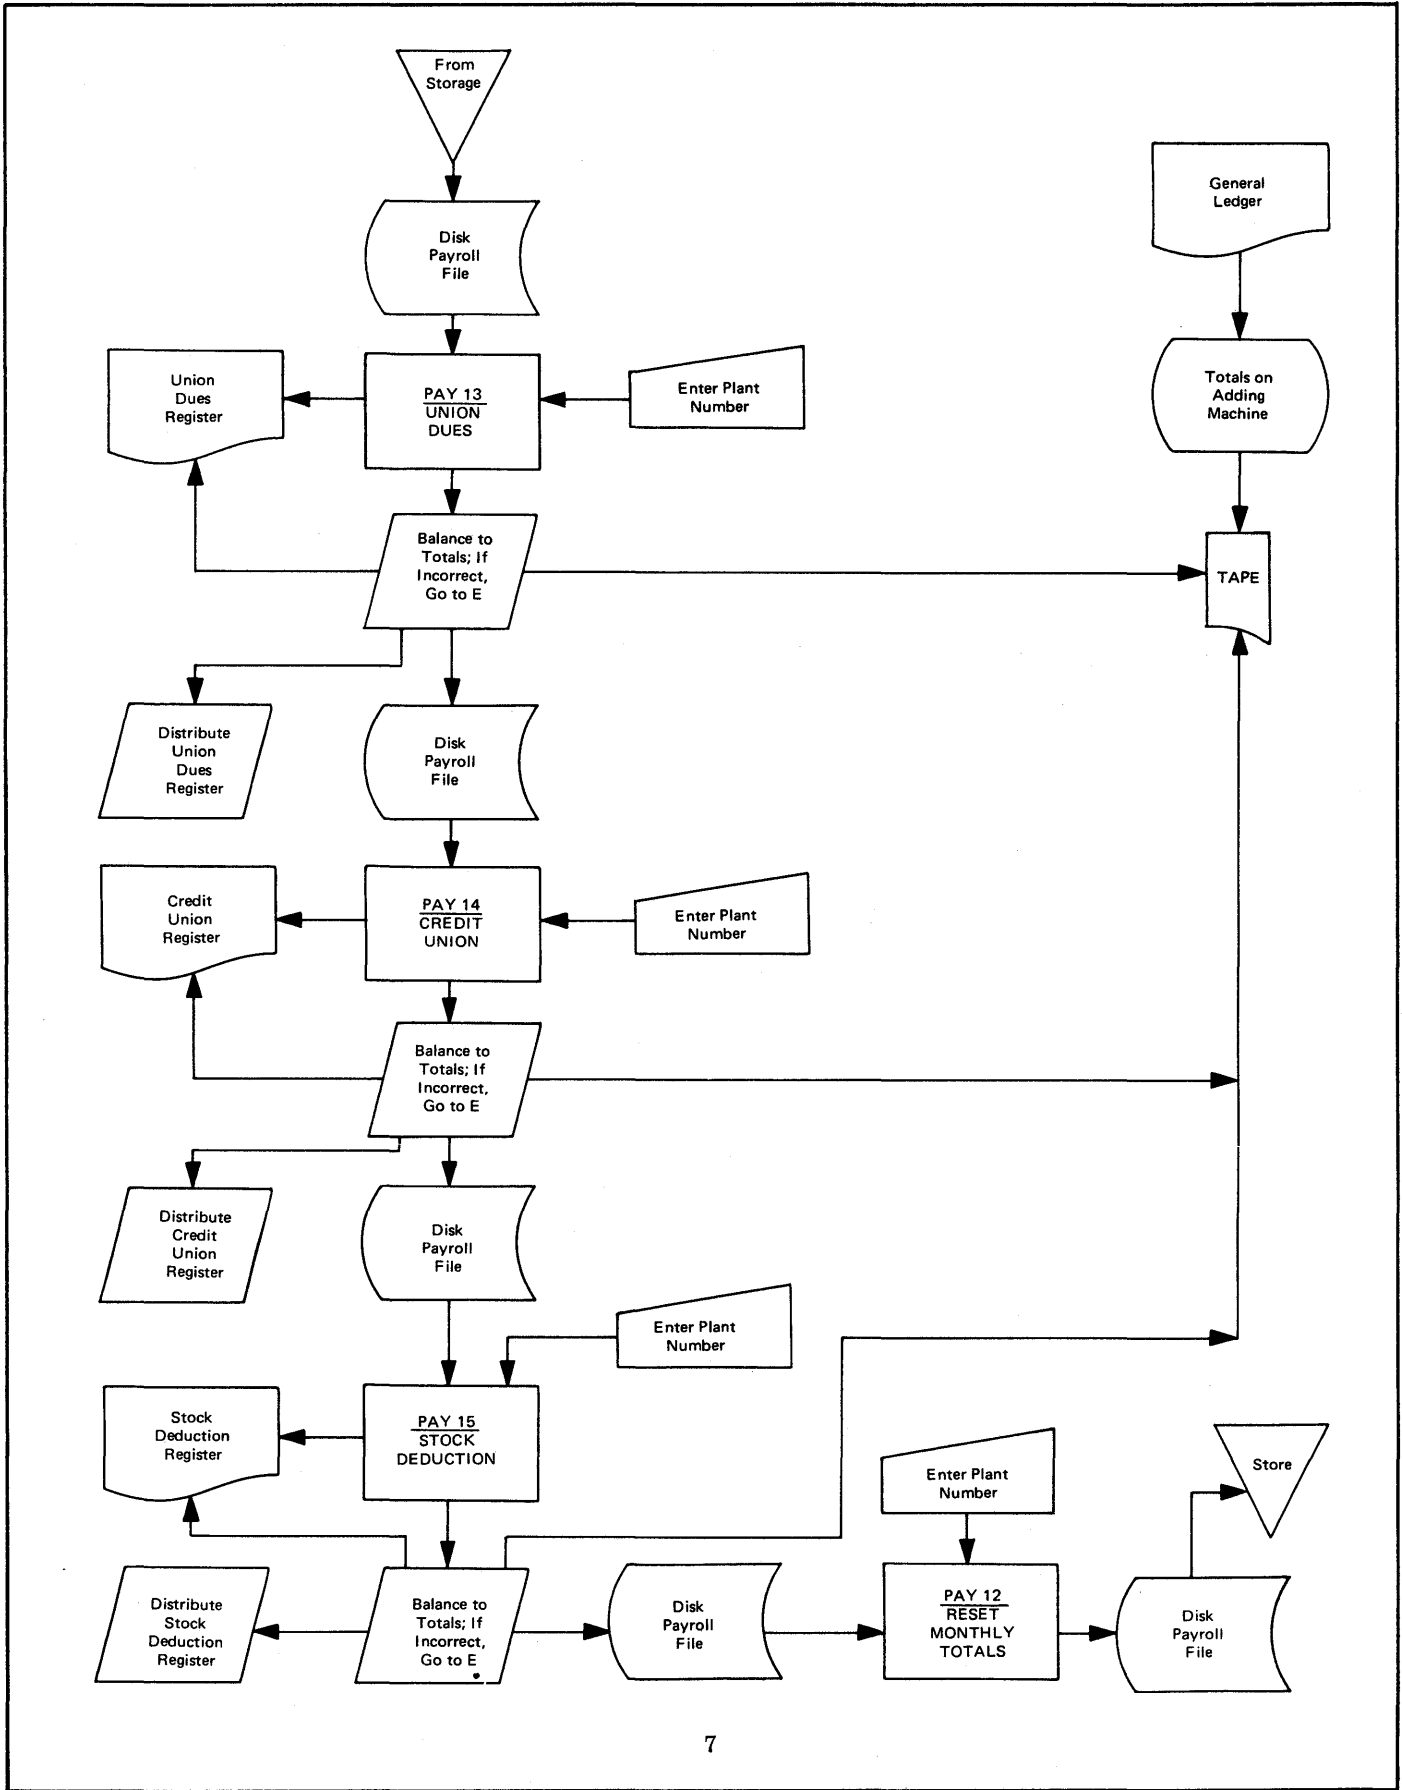 From
Storage
General
Ledger
Disk
Payroll
File
Totals on
Adding
Machine
Union
Dues
Register
PAY 13
UNION
DUES
Enter Plant
Number
Balance to
Totals; If
Incorrect,
Go to E
TAPE
Distribute
Union
Dues
Register
Disk
Payroll
File
Credit
Union
Register
PAY 14
CREDIT
UNION
Enter Plant
Number
Balance to
Totals; If
Incorrect,
Go to E
Distribute
Credit
Union
Register
Disk
Payroll
File
Enter Plant
Number
Stock
Deduction
Register
PAY 15
STOCK
DEDUCTION
Enter Plant
Number
Store
Distribute
Stock
Deduction
Register
Balance to
Totals; If
Incorrect,
Go to E
Disk
Payroll
File
PAY 12
RESET
MONTHLY
TOTALS
Disk
Payroll
File
7